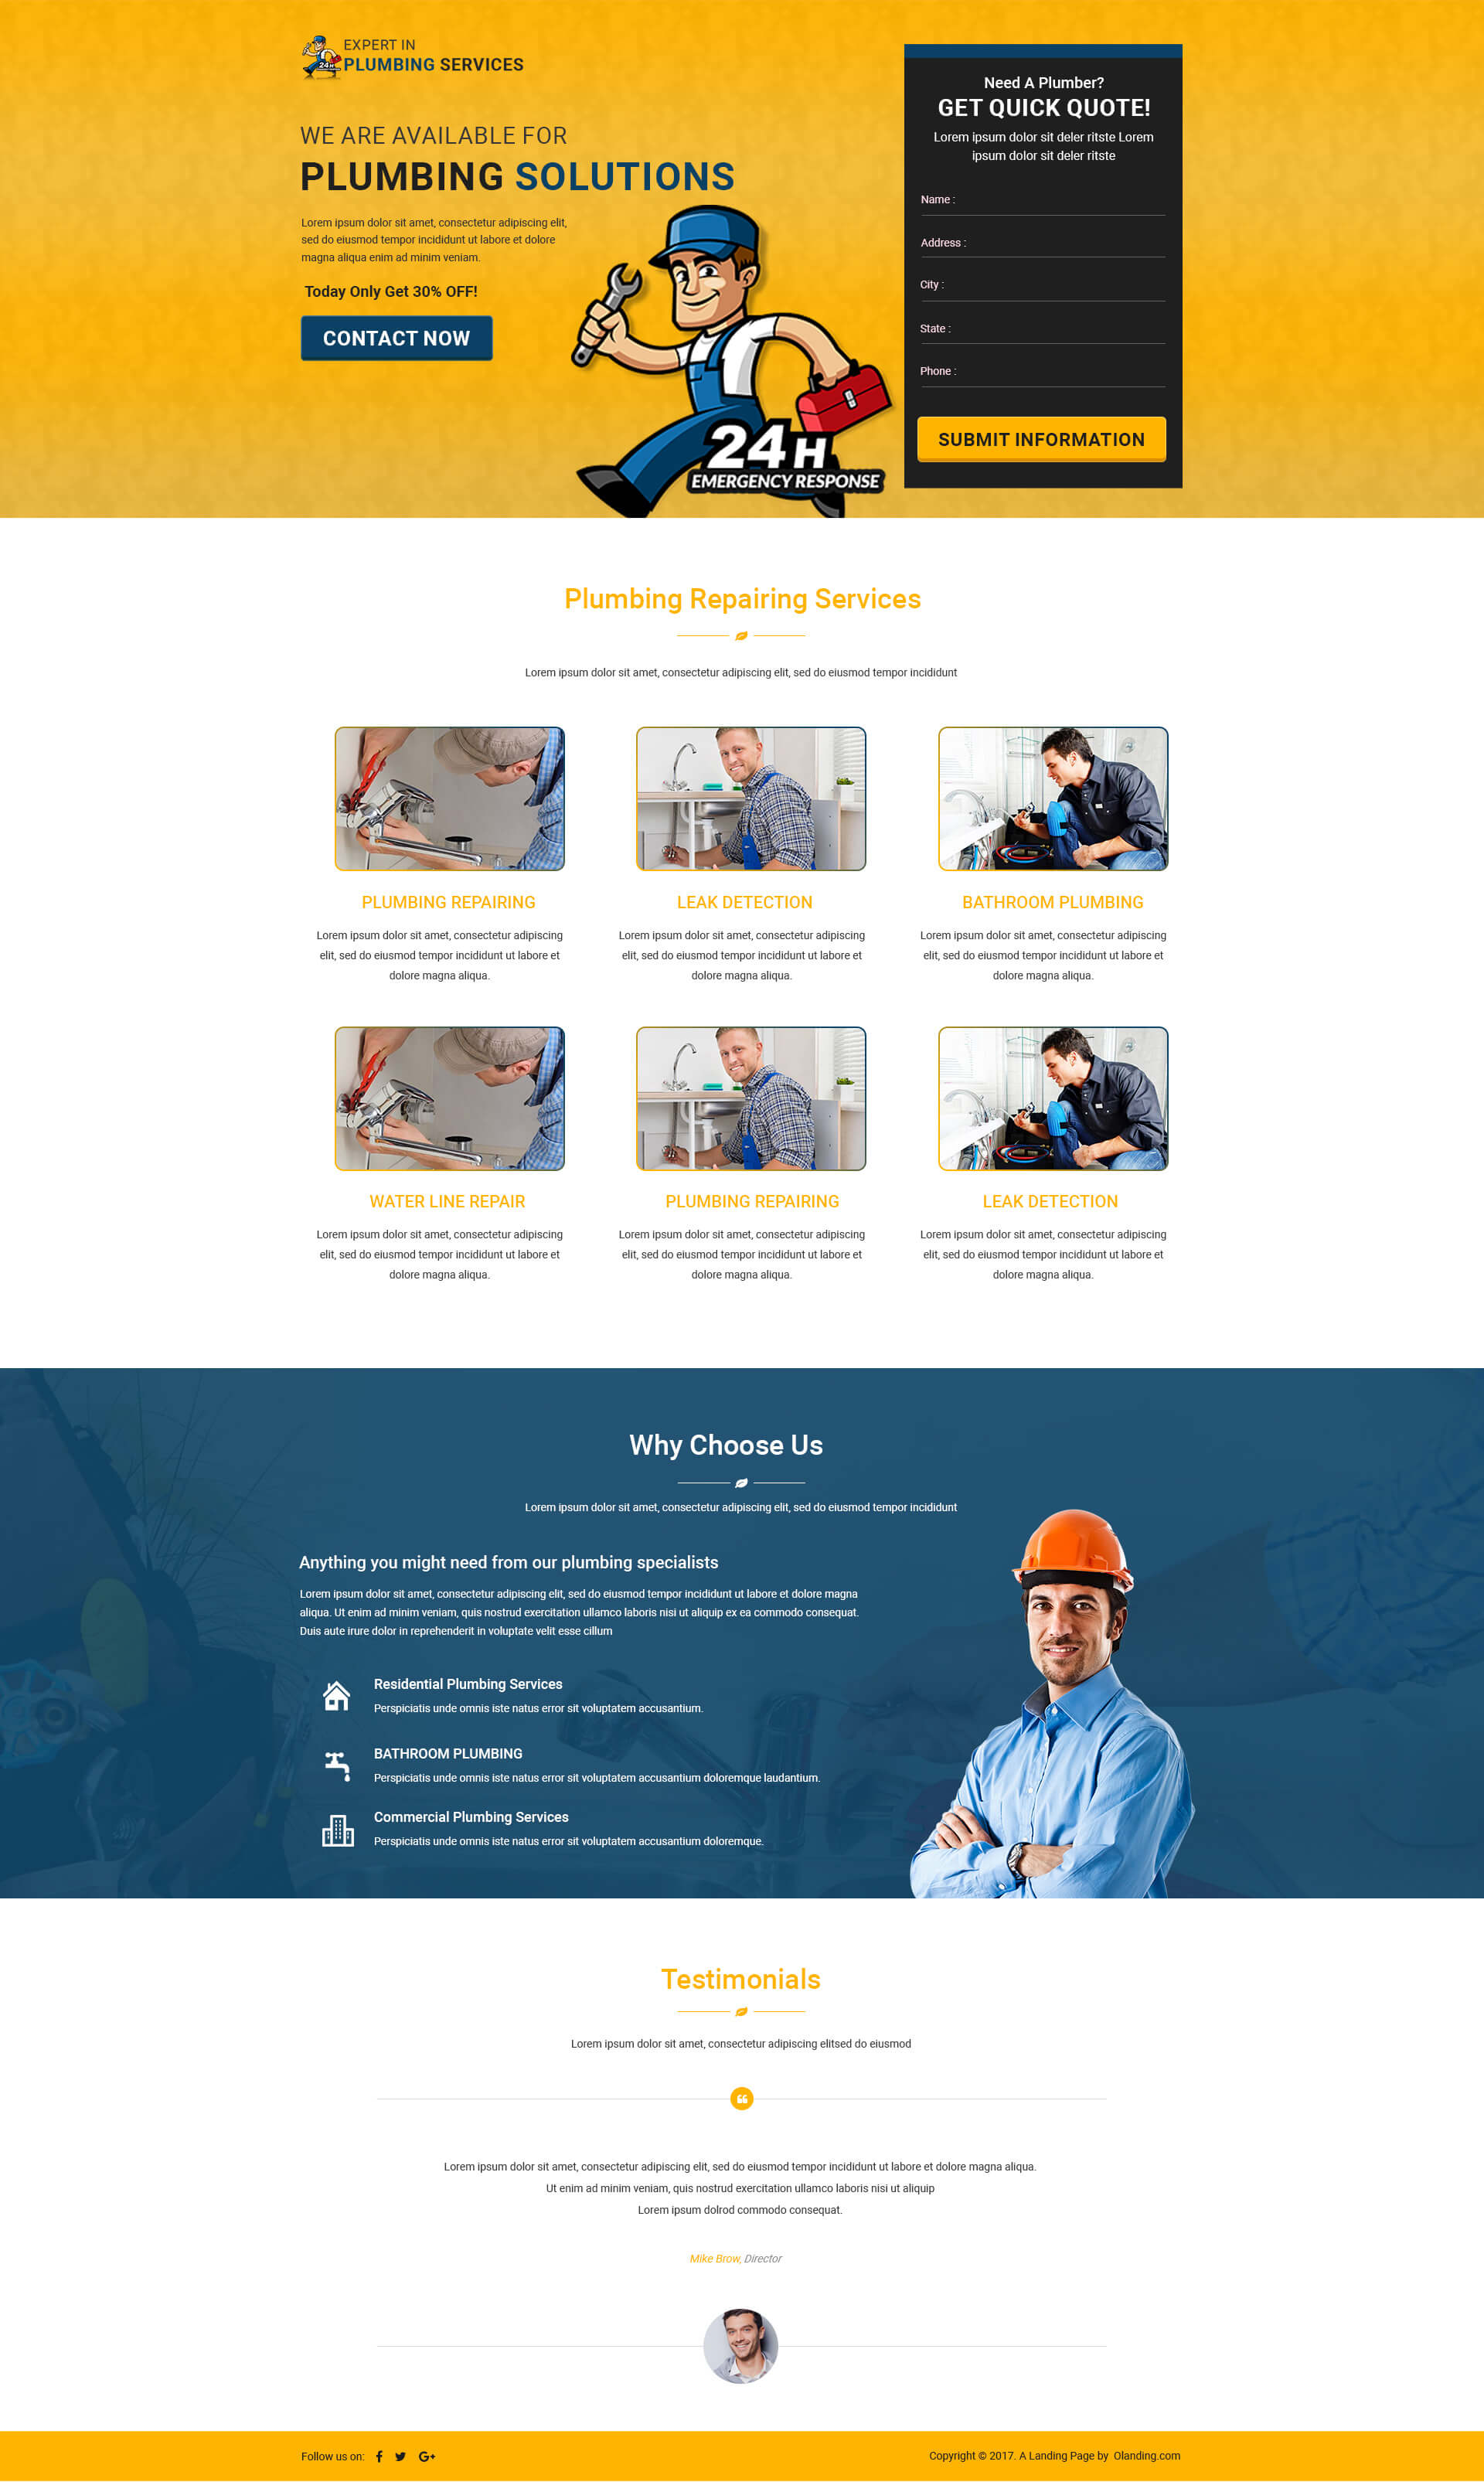 EXPERT IN
PLUMBING SERVICES
24H
WE ARE AVAILABLE FOR
PLUMBING SOLUTIONS
Lorem ipsum dolor sit amet, consectetur adipiscing elit,
sed do eiusmod tempor incididunt ut labore et dolore
magna aliqua enim ad minim veniam.
Today Only Get 30% OFF!
CONTACT NOW
24H
EMERGENCY RESPONSE
Need A Plumber?
GET QUICK QUOTE!
Lorem ipsum dolor sit deler ritste Lorem
ipsum dolor sit deler ritste
Name :
Address :
City :
State :
Phone :
SUBMIT INFORMATION
Plumbing Repairing Services
Lorem ipsum dolor sit amet, consectetur adipiscing elit, sed do eiusmod tempor incididunt
PLUMBING REPAIRING
Lorem ipsum dolor sit amet, consectetur adipiscing
elit, sed do eiusmod tempor incididunt ut labore et
dolore magna aliqua.
LEAK DETECTION
Lorem ipsum dolor sit amet, consectetur adipiscing
elit, sed do eiusmod tempor incididunt ut labore et
dolore magna aliqua.
BATHROOM PLUMBING
Lorem ipsum dolor sit amet, consectetur adipiscing
elit, sed do eiusmod tempor incididunt ut labore et
dolore magna aliqua.
WATER LINE REPAIR
Lorem ipsum dolor sit amet, consectetur adipiscing
elit, sed do eiusmod tempor incididunt ut labore et
dolore magna aliqua.
PLUMBING REPAIRING
Lorem ipsum dolor sit amet, consectetur adipiscing
elit, sed do eiusmod tempor incididunt ut labore et
dolore magna aliqua.
LEAK DETECTION
Lorem ipsum dolor sit amet, consectetur adipiscing
elit, sed do eiusmod tempor incididunt ut labore et
dolore magna aliqua.
Why Choose Us
Lorem ipsum dolor sit amet, consectetur adipiscing elit, sed do eiusmod tempor incididunt
Anything you might need from our plumbing specialists
Lorem ipsum dolor sit amet, consectetur adipiscing elit, sed do eiusmod tempor incididunt ut labore et dolore magna
aliqua. Ut enim ad minim veniam, quis nostrud exercitation ullamco laboris nisi ut aliquip ex ea commodo consequat.
Duis aute irure dolor in reprehenderit in voluptate velit esse cillum
Residential Plumbing Services
Perspiciatis unde omnis iste natus error sit voluptatem accusantium.
BATHROOM PLUMBING
Perspiciatis unde omnis iste natus error sit voluptatem accusantium doloremque laudantium.
Commercial Plumbing Services
Perspiciatis unde omnis iste natus error sit voluptatem accusantium doloremque.
Testimonials
Lorem ipsum dolor sit amet, consectetur adipiscing elitsed do eiusmod
Lorem ipsum dolor sit amet, consectetur adipiscing elit, sed do eiusmod tempor incididunt ut labore et dolore magna aliqua.
Ut enim ad minim veniam, quis nostrud exercitation ullamco laboris nisi ut aliquip
Lorem ipsum dolrod commodo consequat.
Mike Brow, Director
Follow us on:
Copyright © 2017. A Landing Page by Olanding.com